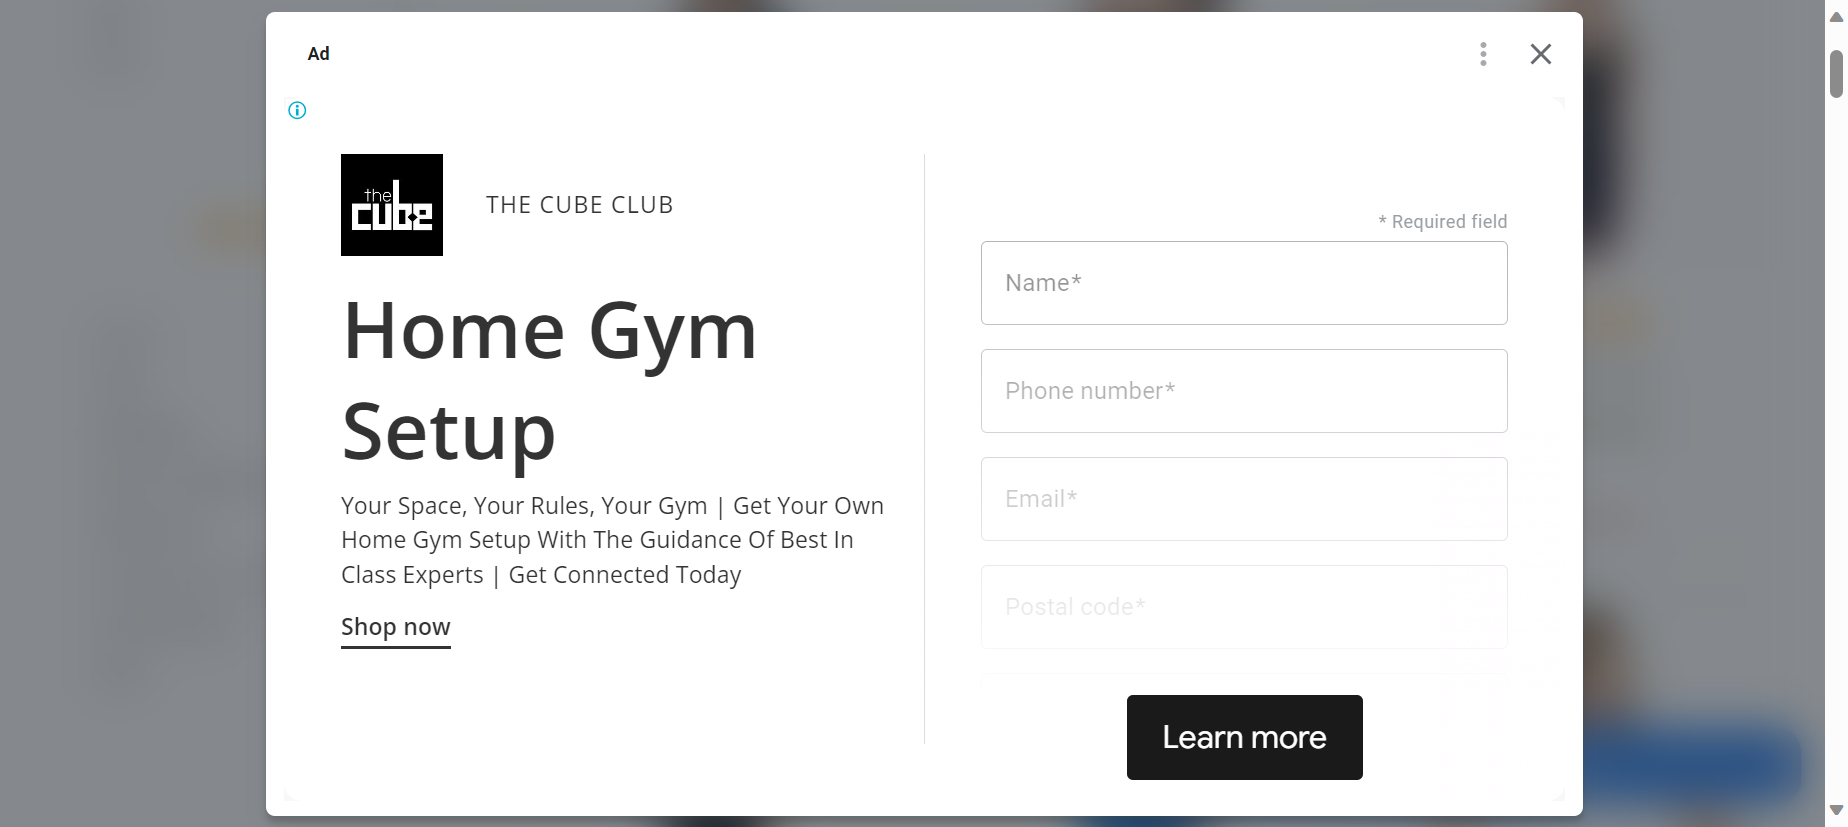 Ad
the
cube
THE CUBE CLUB
Home Gym
Setup
Your Space, Your Rules, Your Gym | Get Your Own
Home Gym Setup With The Guidance Of Best In
Class Experts | Get Connected Today
Shop now
* Required field
Name*
Phone number*
Email*
Postal code*
Learn more